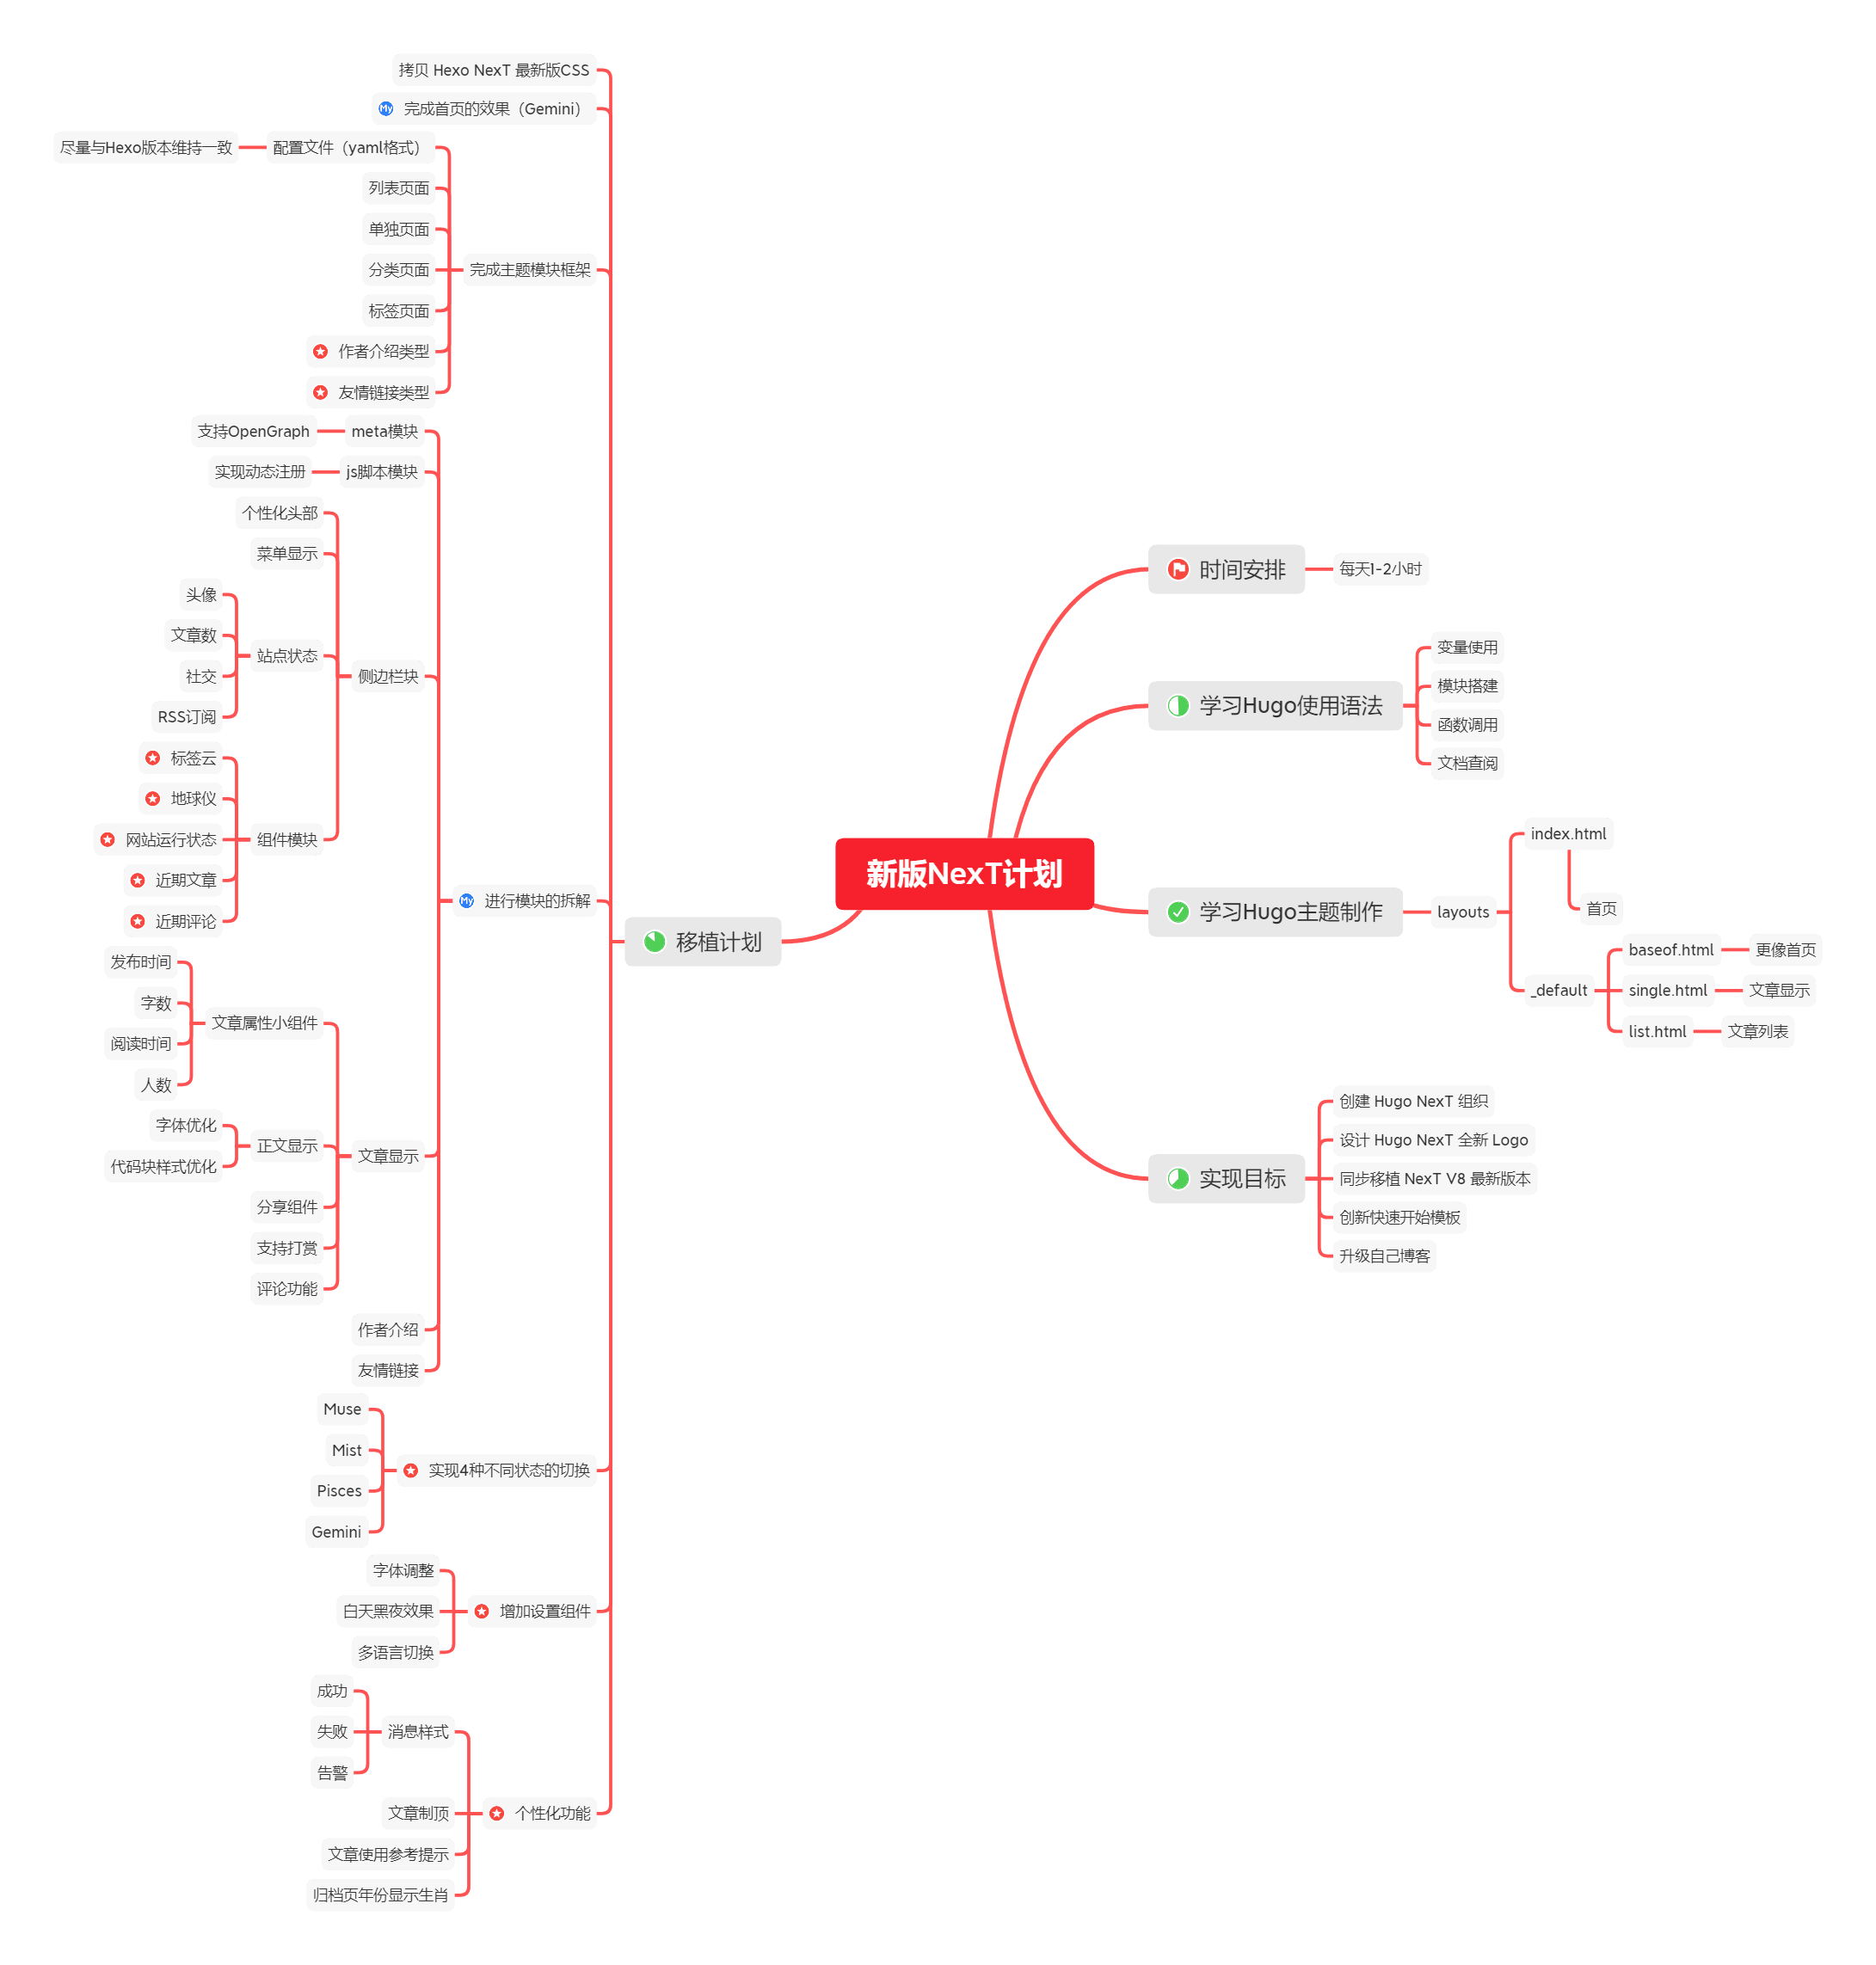 新版NexT计划
时间安排
每天1-2小时
学习Hugo使用语法
变量使用
模块搭建
函数调用
文档查阅
学习Hugo主题制作
layouts
index.html
首页
_default
baseof.html
更像首页
single.html
文章显示
list.html
文章列表
实现目标
创建 Hugo NexT 组织
设计 Hugo NexT 全新 Logo
同步移植 NexT V8 最新版本
创新快速开始模板
升级自己博客
移植计划
拷贝 Hexo NexT 最新版CSS
My
完成首页的效果（Gemini）
完成主题模块框架
配置文件（yaml格式）
尽量与Hexo版本维持一致
列表页面
单独页面
分类页面
标签页面
作者介绍类型
友情链接类型
My
进行模块的拆解
meta模块
支持OpenGraph
js脚本模块
实现动态注册
侧边栏块
个性化头部
菜单显示
站点状态
头像
文章数
社交
RSS订阅
组件模块
标签云
地球仪
网站运行状态
近期文章
近期评论
文章显示
文章属性小组件
发布时间
字数
阅读时间
人数
正文显示
字体优化
代码块样式优化
分享组件
支持打赏
评论功能
作者介绍
友情链接
实现4种不同状态的切换
Muse
Mist
Pisces
Gemini
增加设置组件
字体调整
白天黑夜效果
多语言切换
个性化功能
消息样式
成功
失败
告警
文章制顶
文章使用参考提示
归档页年份显示生肖